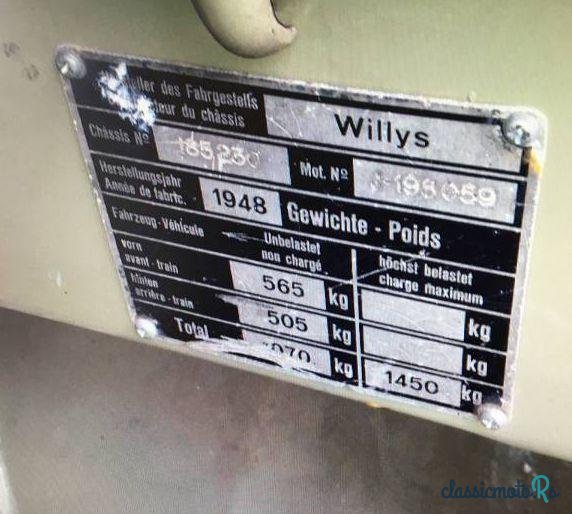 des Fahrgestells
du châssis
Willys
Châssis Nº 165,230
Mot. Nº
Herstellungsjahr
Année de fabric.
1948
Gewichte - Poids
Fahrzeug - Véhicule
Unbelastet
non chargé
höchst belastet
charge maximum
vorn
avant - train
565 kg
kg
hinten
arrière - train
505 kg
kg
Total
kg
1450 kg
classicmotoRs